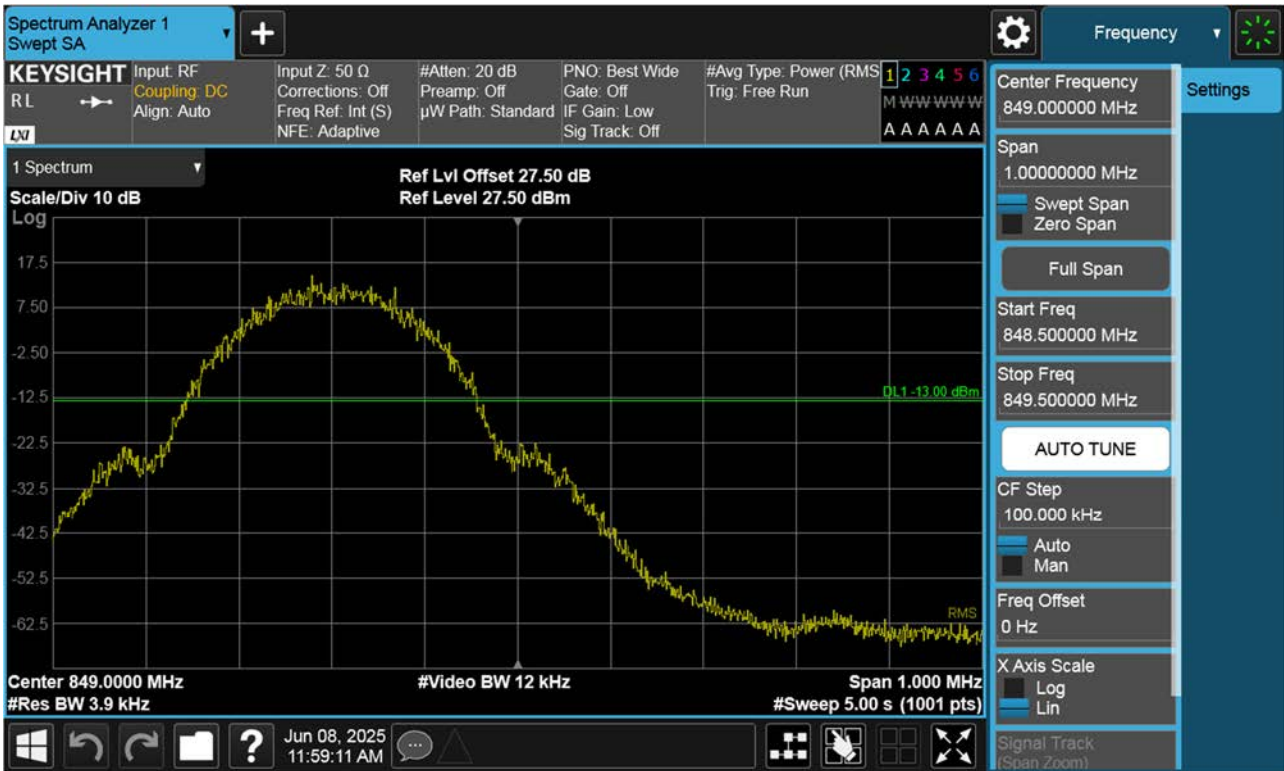 Spectrum Analyzer 1
Swept SA
Frequency
KEYSIGHT
R L
LXI
Input: RF
Coupling: DC
Align: Auto
Input Z: 50 Ω
Corrections: Off
Freq Ref: Int (S)
NFE: Adaptive
#Atten: 20 dB
Preamp: Off
µW Path: Standard
PNO: Best Wide
Gate: Off
IF Gain: Low
Sig Track: Off
#Avg Type: Power (RMS
Trig: Free Run
1 2 3 4 5 6
M W W W W W
A A A A A A
1 Spectrum
Scale/Div 10 dB
Log
Ref Lvl Offset 27.50 dB
Ref Level 27.50 dBm
17.5
7.50
-2.50
-12.5
-22.5
-32.5
-42.5
-52.5
-62.5
DL1 -13.00 dBm
RMS
Center 849.0000 MHz
#Res BW 3.9 kHz
#Video BW 12 kHz
Span 1.000 MHz
#Sweep 5.00 s (1001 pts)
Center Frequency
849.000000 MHz
Span
1.00000000 MHz
Swept Span
Zero Span
Full Span
Start Freq
848.500000 MHz
Stop Freq
849.500000 MHz
AUTO TUNE
CF Step
100.000 kHz
Auto
Man
Freq Offset
0 Hz
X Axis Scale
Log
Lin
Signal Track
(Span Zoom)
Settings
?
Jun 08, 2025
11:59:11 AM